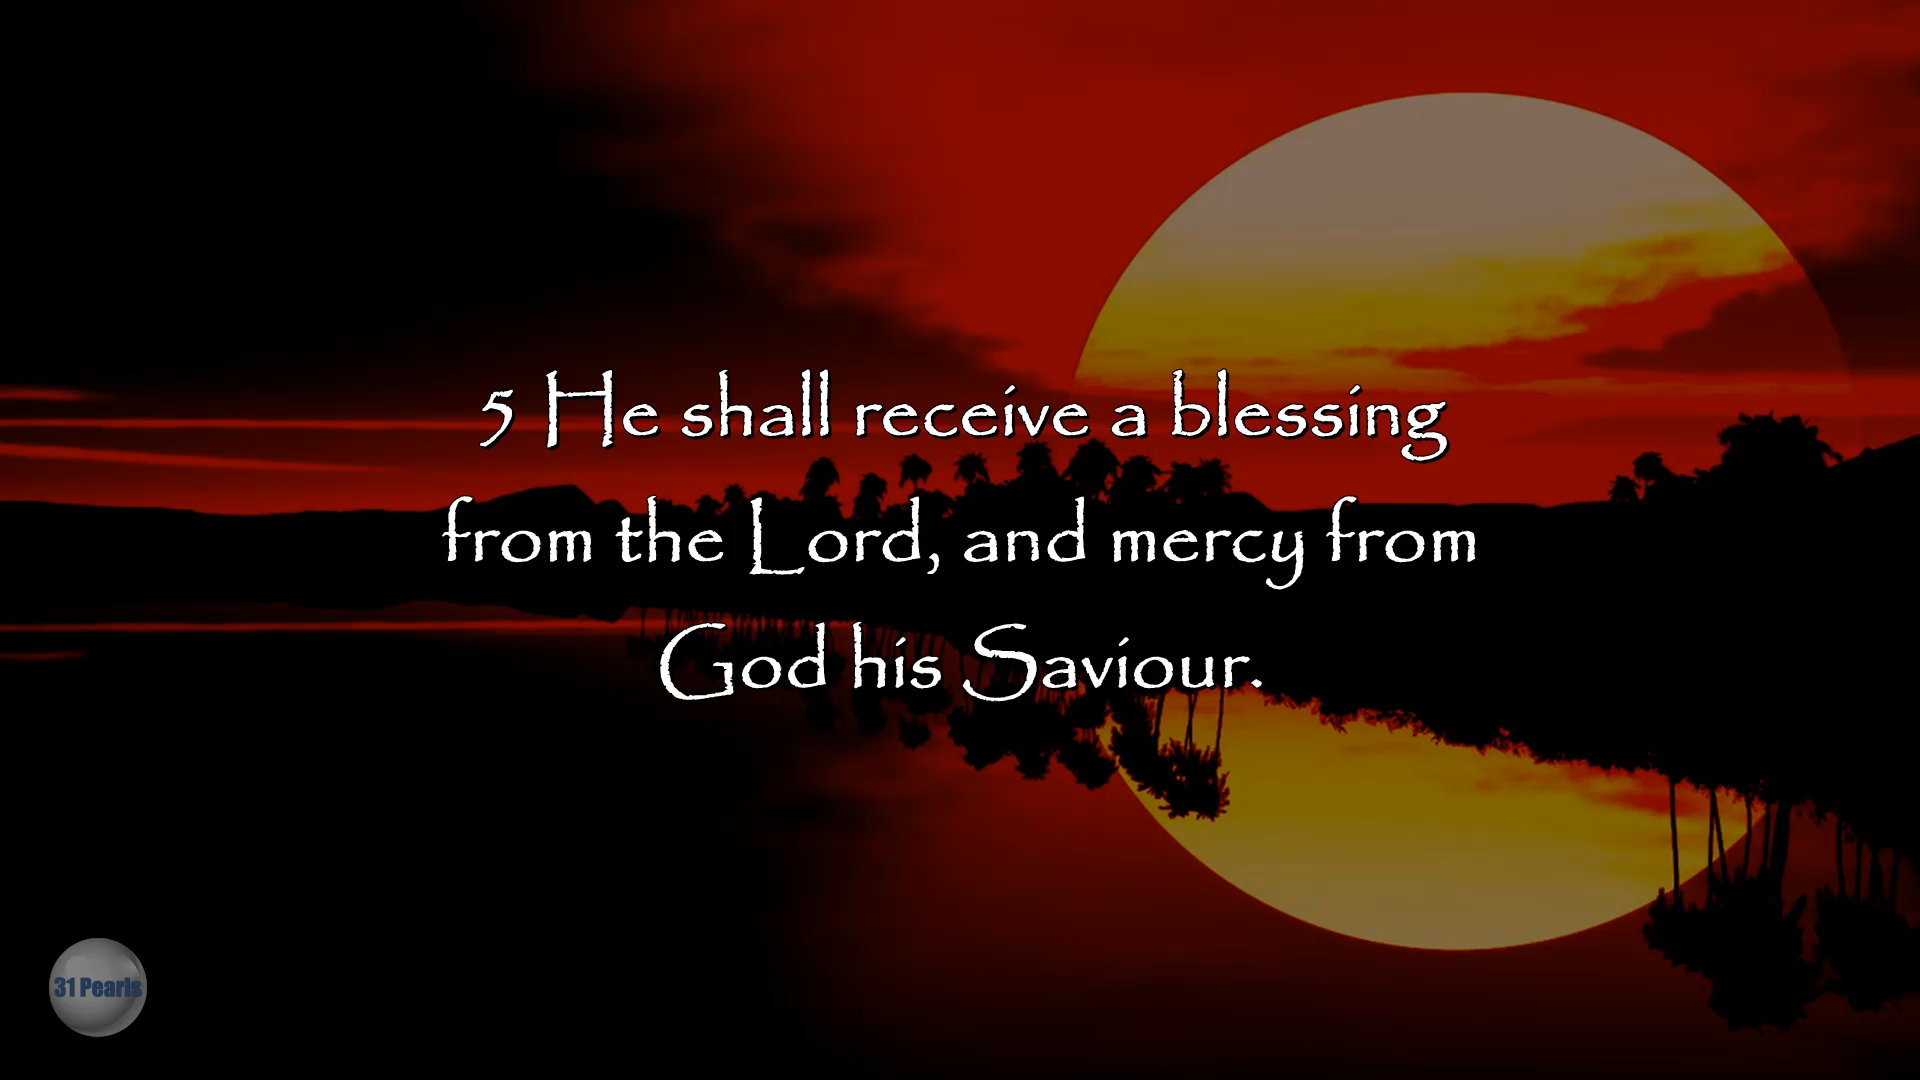 5 He shall receive a blessing
from the Lord, and mercy from
God his Saviour.
31 Pearls